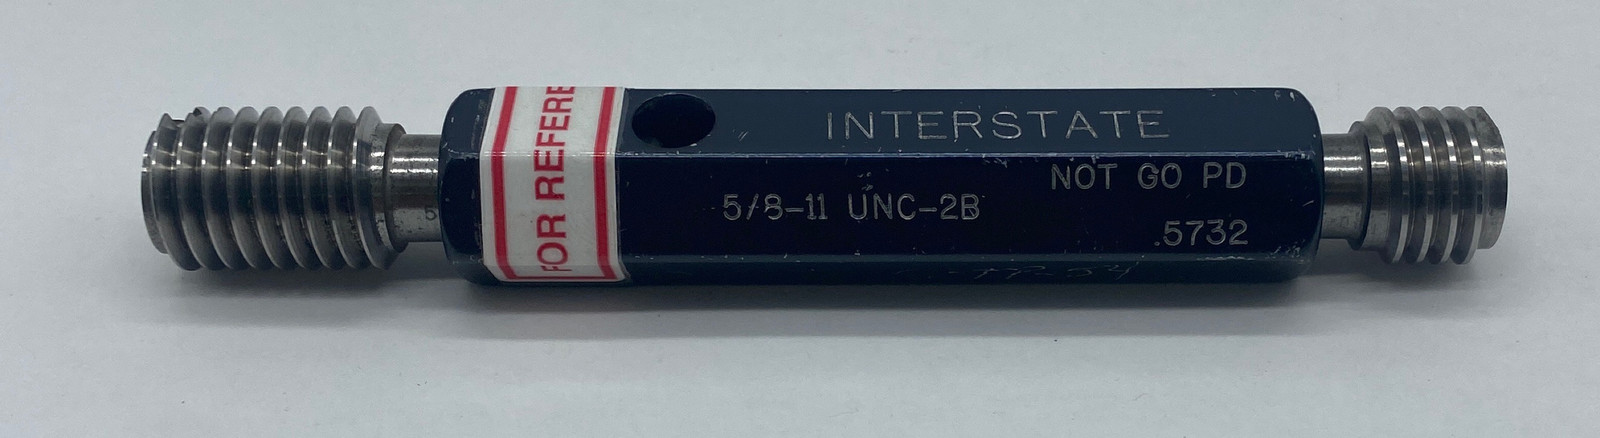 FOR REFERE
INTERSTATE
5/8-11 UNC-2B
NOT GO PD
.5732